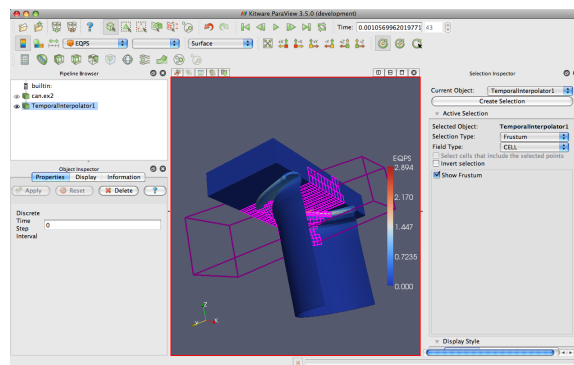 Kitware ParaView 3.5.0 (development)
Time: 0.0010569962019771 43
EQPS
Surface
Pipeline Browser
builtin:
can.ex2
TemporalInterpolator1
Object Inspector
Properties Display Information
Apply Reset Delete ?
Discrete
Time
Step
Interval
0
EQPS
2.894
2.170
1.447
0.7235
0.000
Z
Y X
Selection Inspector
Current Object: TemporalInterpolator1
Create Selection
Active Selection
Selected Object: TemporalInterpolator1
Selection Type: Frustum
Field Type: CELL
Select cells that include the selected points
Invert selection
Show Frustum
Display Style